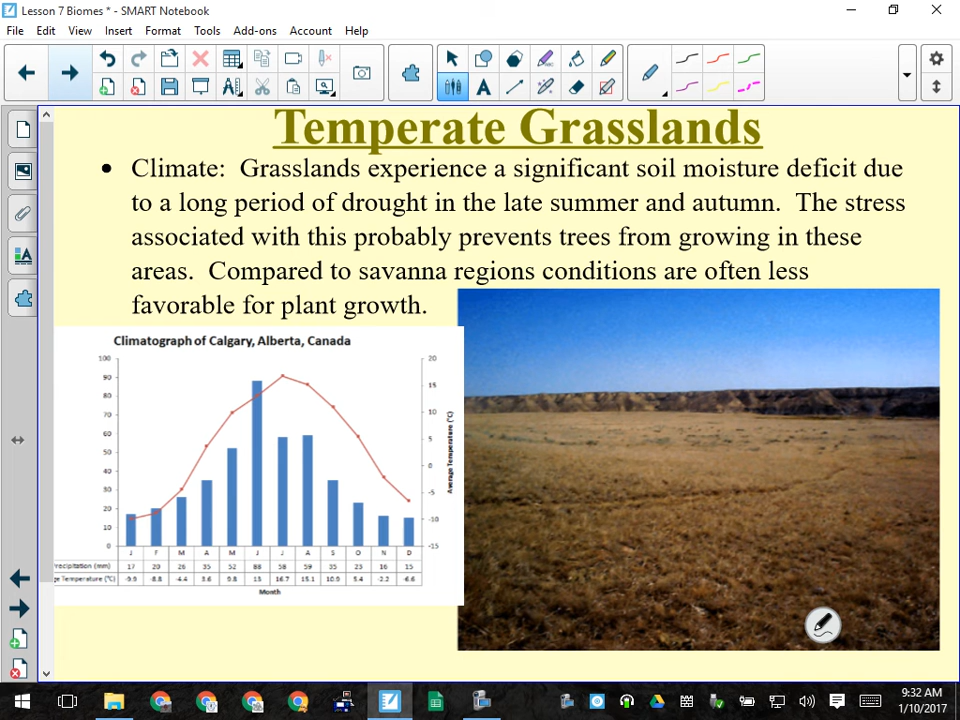 Lesson 7 Biomes * - SMART Notebook
File Edit View Insert Format Tools Add-ons Account Help
Temperate Grasslands
• Climate: Grasslands experience a significant soil moisture deficit due
to a long period of drought in the late summer and autumn. The stress
associated with this probably prevents trees from growing in these
areas. Compared to savanna regions conditions are often less
favorable for plant growth.
Climatograph of Calgary, Alberta, Canada
100 20
90 15
80
70 10
60 5
50
40 0
30 -5
20 -10
10
0 -15
Average Temperature (°C)
J F M A M J J A S O N D
recipitation (mm) 17 20 26 35 52 88 58 59 35 23 16 15
ge Temperature (°C) -9.9 -8.8 -4.4 3.6 9.8 13 16.7 15.1 10.9 5.4 -2.2 -6.6
Month
9:32 AM
1/10/2017